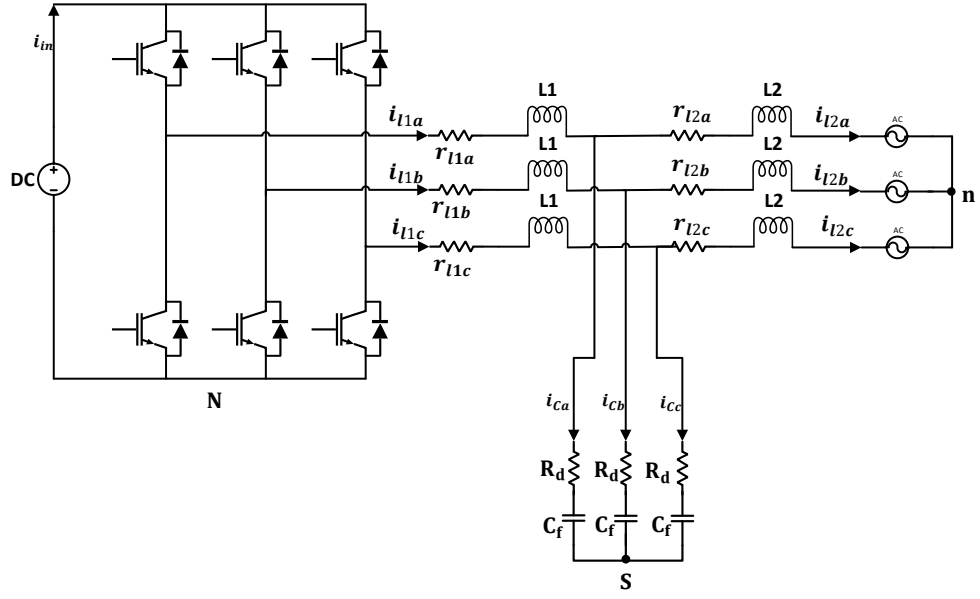 i_in
DC
N
i_l1a
r_l1a
L1
r_l2a
L2
i_l2a
AC
i_l1b
r_l1b
L1
r_l2b
L2
i_l2b
AC
n
i_l1c
r_l1c
L1
r_l2c
L2
i_l2c
AC
i_Ca
i_Cb
i_Cc
R_d
R_d
R_d
C_f
C_f
C_f
S